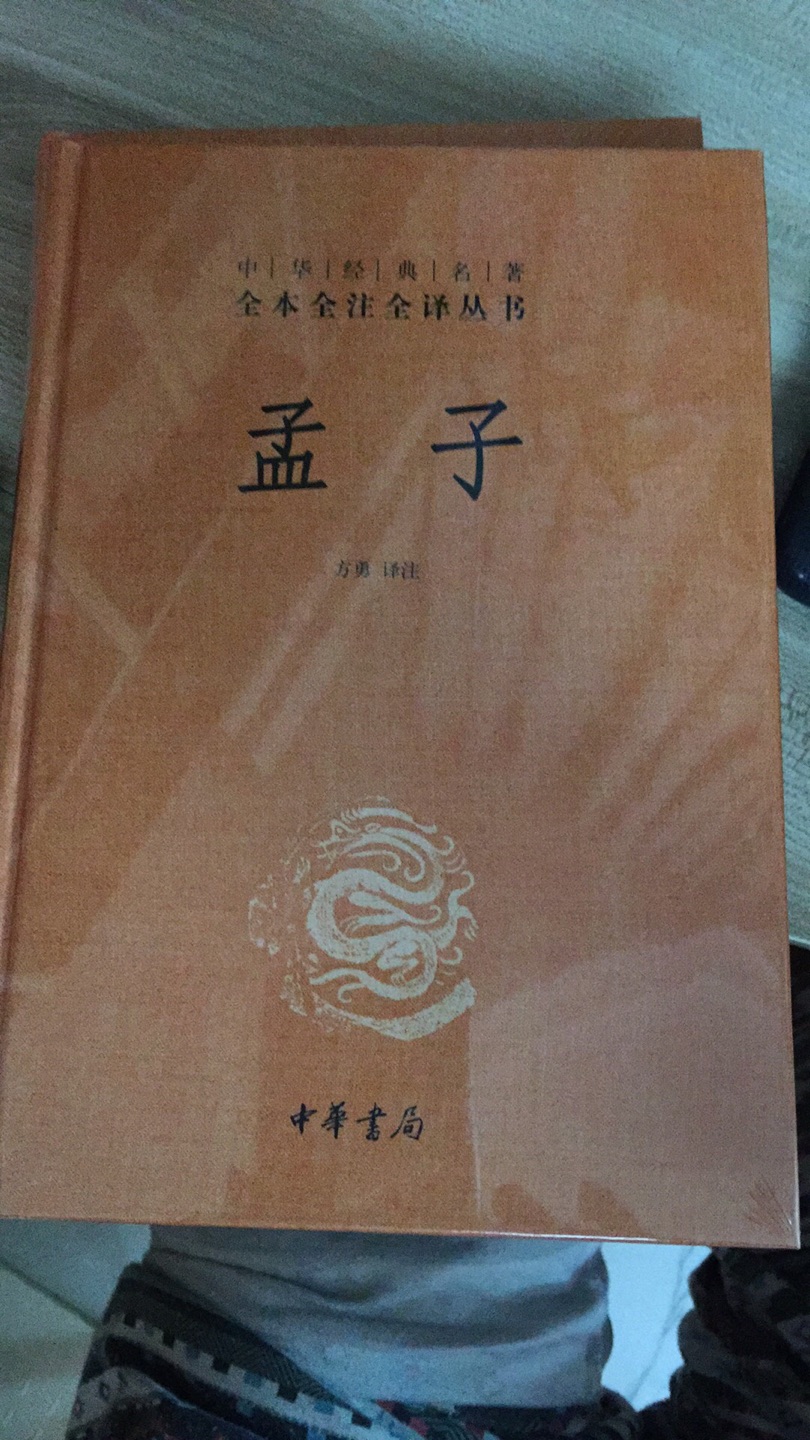 中|华|经|典|名|著
全本全注全译丛书
孟子
方勇 译注
中華書局